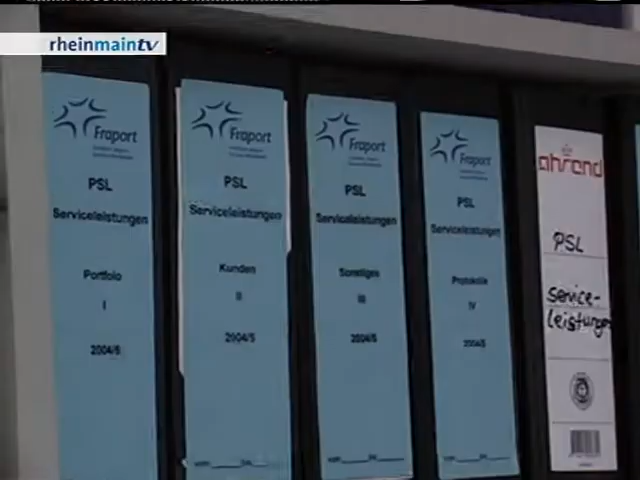 rheinmaintv
Fraport
PSL
Serviceleistungen
Portfolio
I
2004/5
Fraport
PSL
Serviceleistungen
Kunden
II
2004/5
Fraport
PSL
Serviceleistungen
Sonstiges
III
2004/5
Fraport
PSL
Serviceleistungen
Protokolle
IV
2004/5
ahrend
PSL
Service-
leistungen